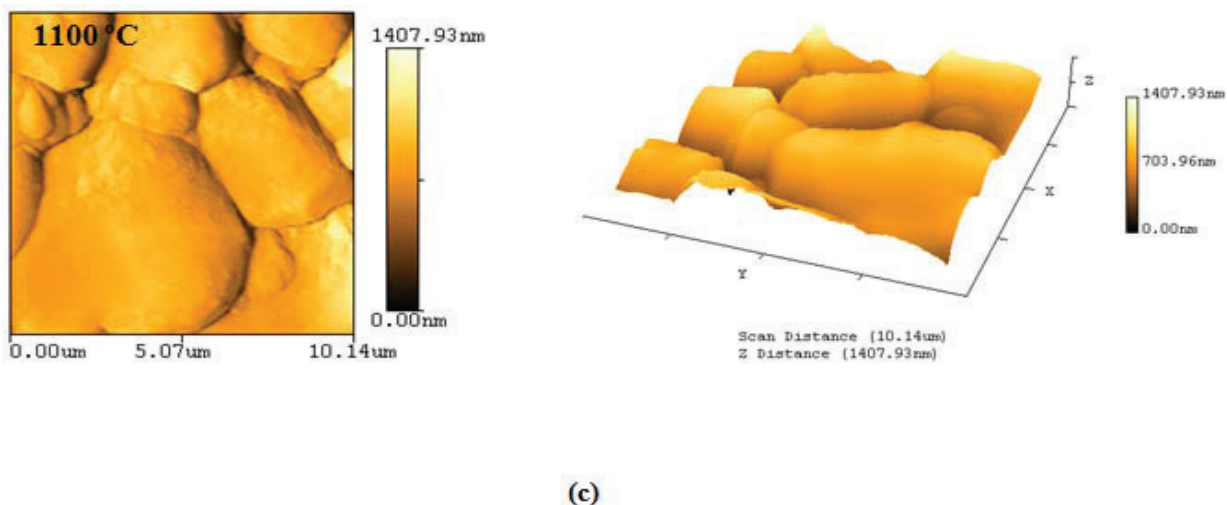 1100 °C
1407.93nm
0.00nm
0.00um 5.07um 10.14um
Z
X
Y
1407.93nm
703.96nm
0.00nm
Scan Distance (10.14um)
Z Distance (1407.93nm)
(c)